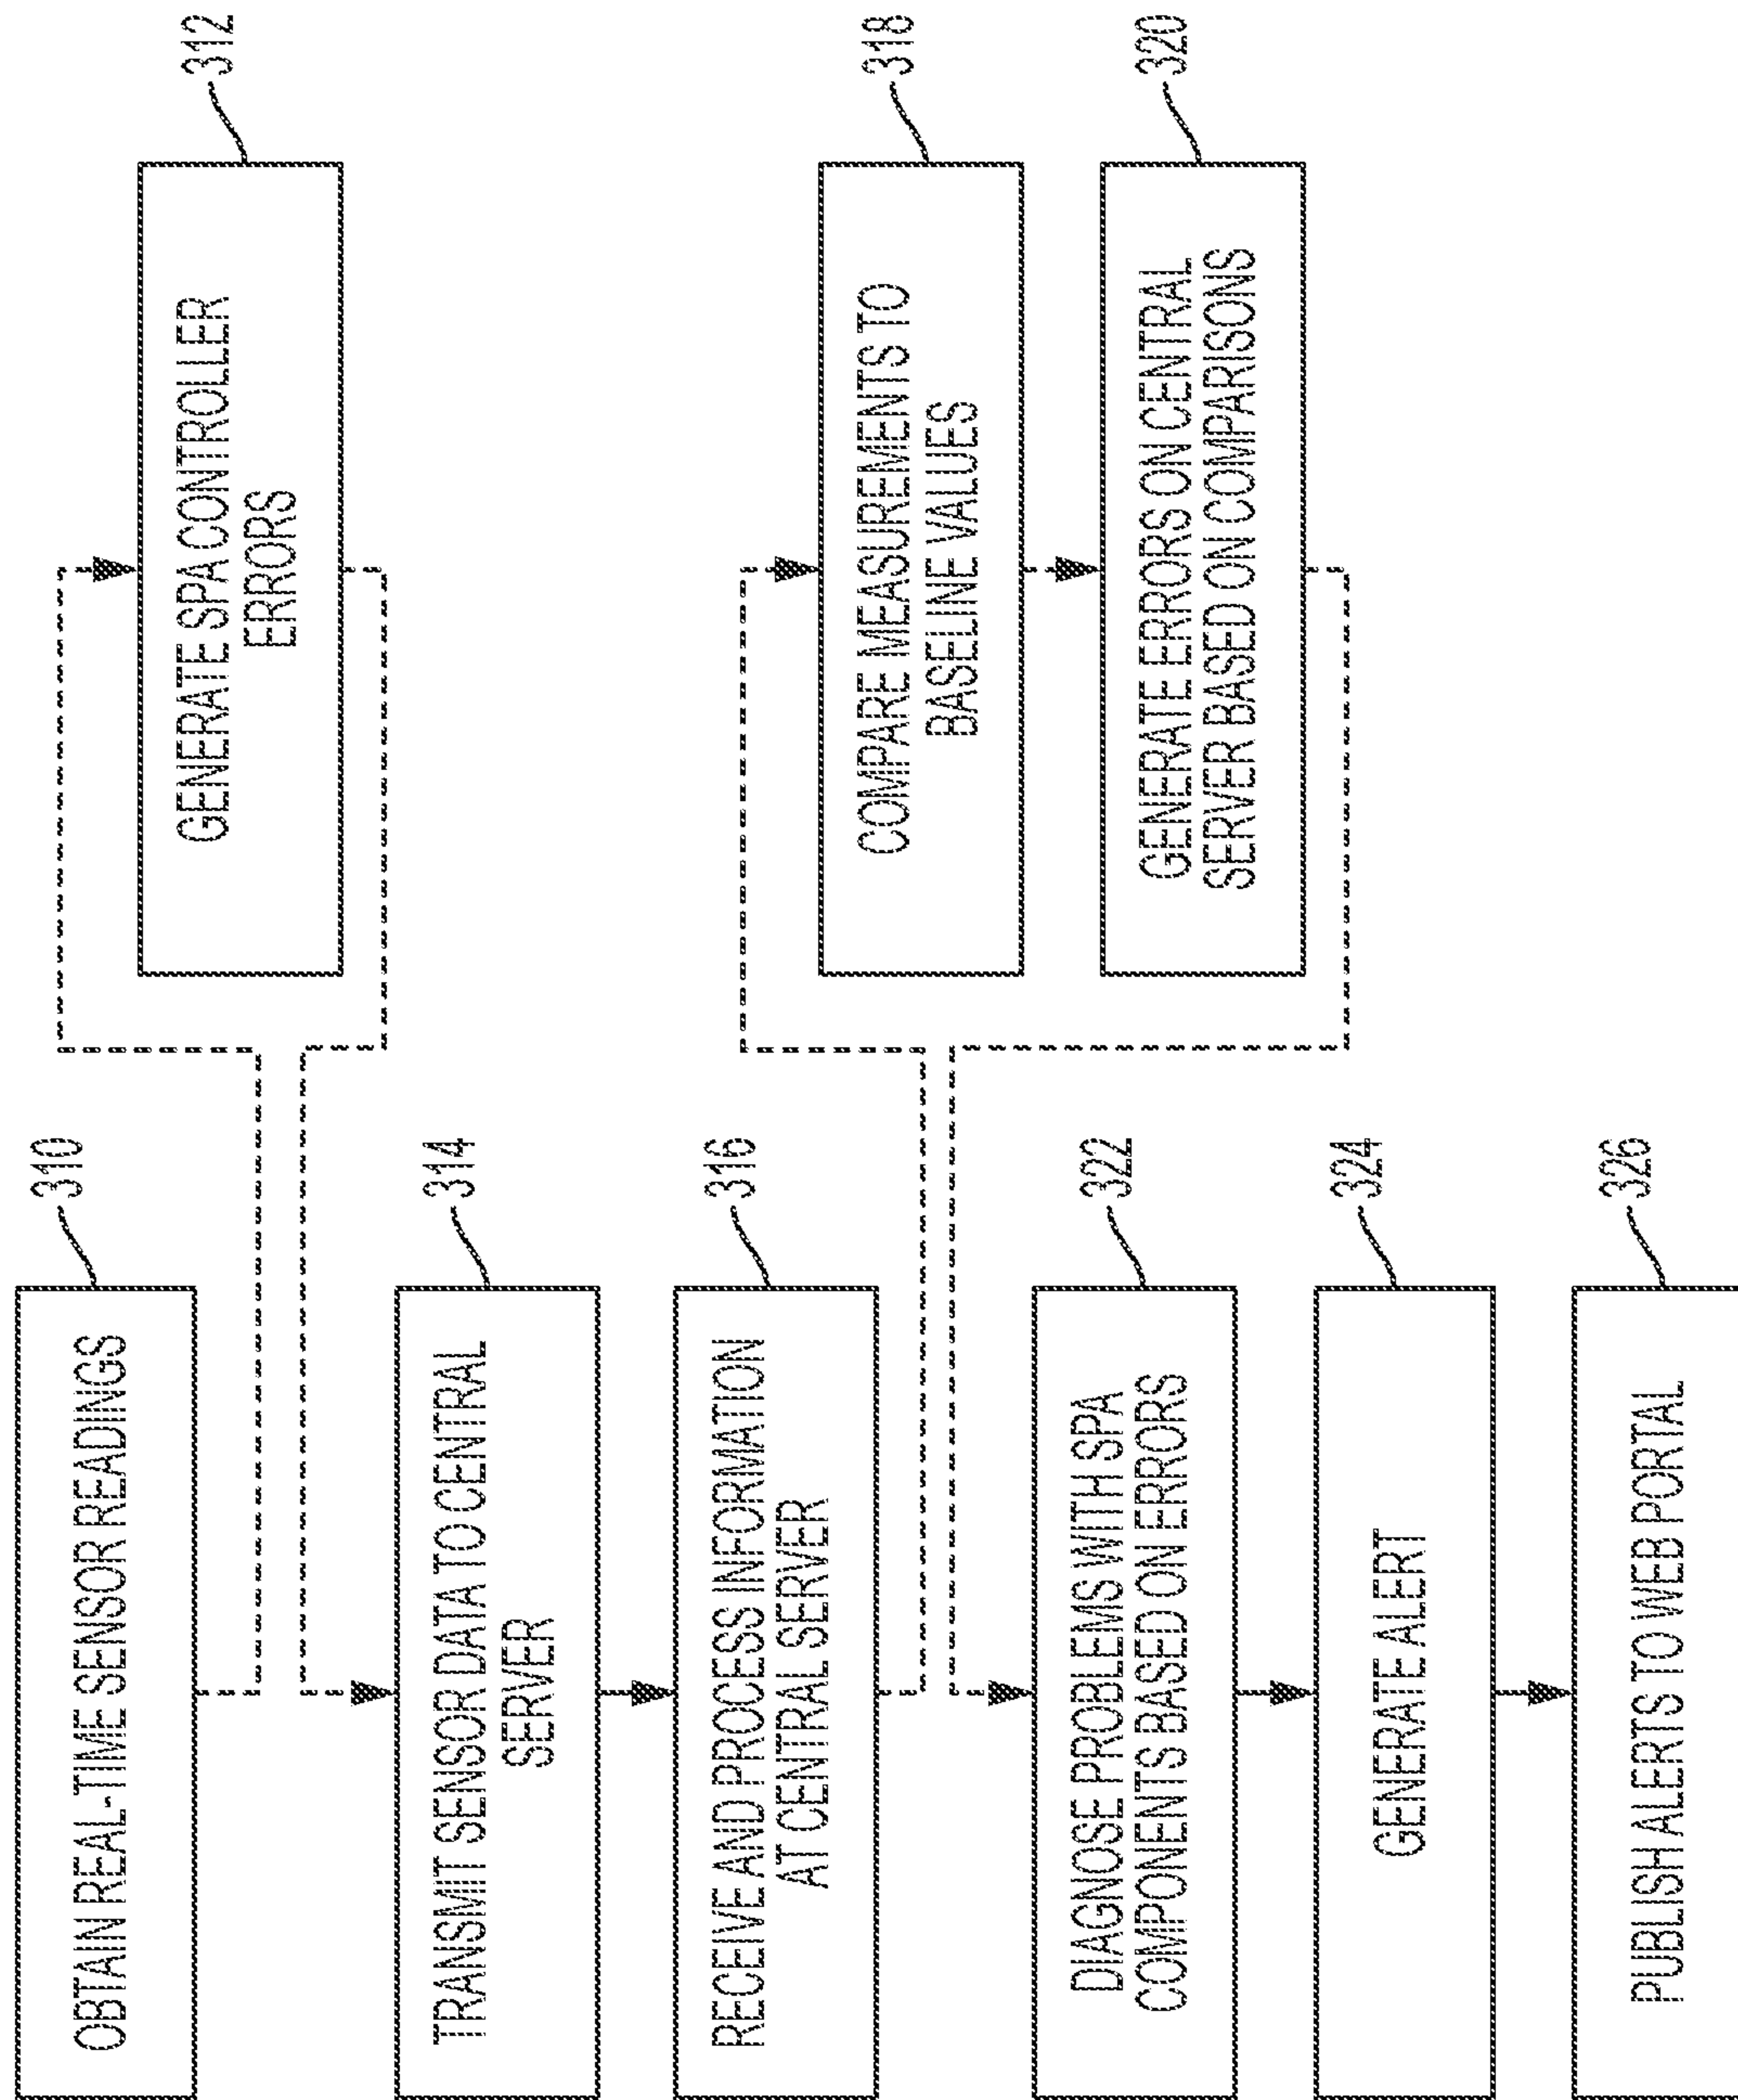 OBTAIN REAL-TIME SENSOR READINGS
310
GENERATE SPA CONTROLLER
ERRORS
312
TRANSMIT SENSOR DATA TO CENTRAL
SERVER
314
RECEIVE AND PROCESS INFORMATION
AT CENTRAL SERVER
316
COMPARE MEASUREMENTS TO
BASELINE VALUES
318
GENERATE ERRORS ON CENTRAL
SERVER BASED ON COMPARISONS
320
DIAGNOSE PROBLEMS WITH SPA
COMPONENTS BASED ON ERRORS
322
GENERATE ALERT
324
PUBLISH ALERTS TO WEB PORTAL
326